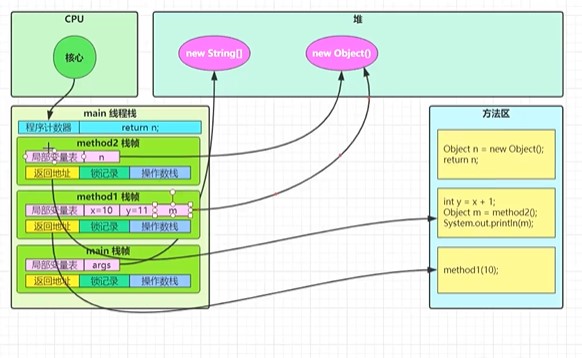 CPU
核心
堆
new String[]
new Object()
main 线程栈
程序计数器 return n;
method2 栈帧
局部变量表 n
返回地址 锁记录 操作数栈
method1 栈帧
局部变量表 x=10 y=11 m
返回地址 锁记录 操作数栈
main 栈帧
局部变量表 args
返回地址 锁记录 操作数栈
方法区
Object n = new Object();
return n;
int y = x + 1;
Object m = method2();
System.out.println(m);
method1(10);